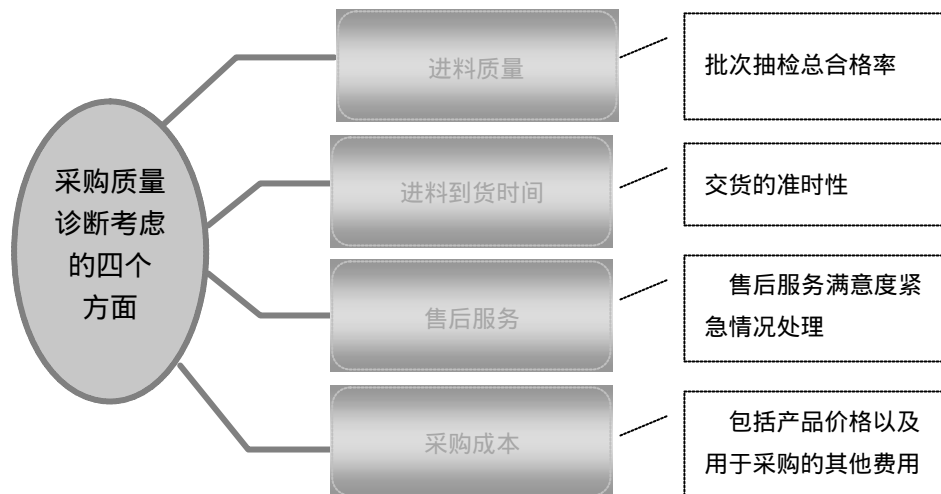 采购质量
诊断考虑
的四个
方面
进料质量
批次抽检总合格率
进料到货时间
交货的准时性
售后服务
售后服务满意度紧
急情况处理
采购成本
包括产品价格以及
用于采购的其他费用